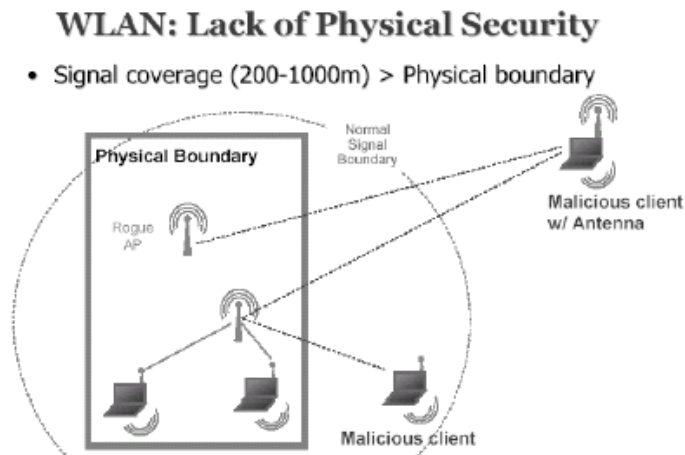 WLAN: Lack of Physical Security
• Signal coverage (200-1000m) > Physical boundary
Normal
Signal
Boundary
Physical Boundary
Malicious client
w/ Antenna
Rogue
AP
Malicious client